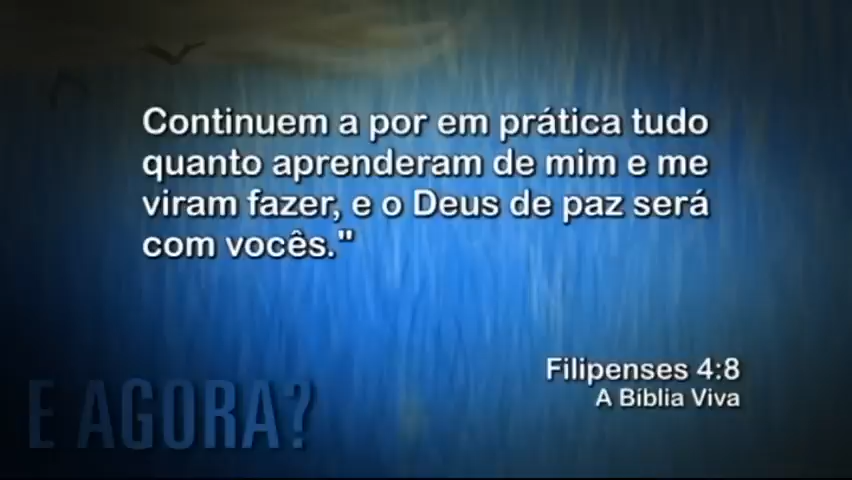 Continuem a por em prática tudo
quanto aprenderam de mim e me
viram fazer, e o Deus de paz será
com vocês."
Filipenses 4:8
A Bíblia Viva
E AGORA?